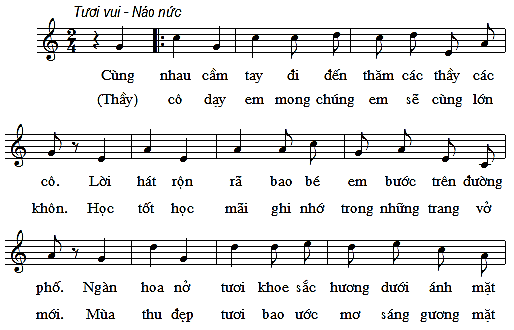 Tươi vui - Náo nức
2 4
Cùng nhau cầm tay đi đến thăm các thầy các
(Thầy) cô dạy em mong chúng em sẽ cùng lớn
cô. Lời hát rộn rã bao bé em bước trên đường
khôn. Học tốt học mãi ghi nhớ trong những trang vở
phố. Ngàn hoa nở tươi khoe sắc hương dưới ánh mặt
mới. Mùa thu đẹp tươi bao ước mơ sáng gương mặt